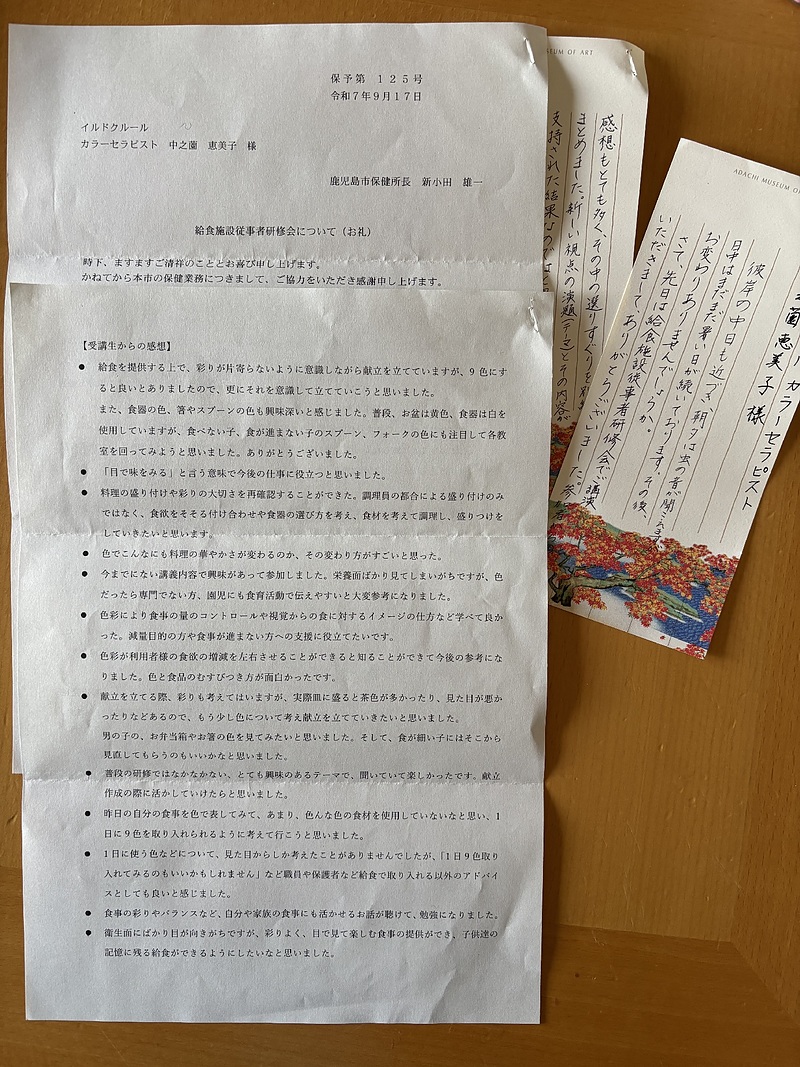 保予第 １２５号
令和７年９月１７日
イルドクルール
カラーセラピスト 中之薗 恵美子 様
鹿児島市保健所長 新小田 雄一
給食施設従事者研修会について（お礼）
時下、ますますご清祥のこととお喜び申し上げます。
かねてから本市の保健業務につきまして、ご協力をいただき感謝申し上げます。
【受講生からの感想】
● 給食を提供する上で、彩りが片寄らないように意識しながら献立を立てていますが、９色にす
ると良いとありましたので、更にそれを意識して立てていこうと思いました。
また、食器の色、箸やスプーンの色も興味深いと感じました。普段、お盆は黄色、食器は白を
使用していますが、食べない子、食が進まない子のスプーン、フォークの色にも注目して各教
室を回ってみようと思いました。ありがとうございました。
● 「目で味をみる」と言う意味で今後の仕事に役立つと思いました。
● 料理の盛り付けや彩りの大切さを再確認することができた。調理員の都合による盛り付けのみ
ではなく、食欲をそそる付け合わせや食器の選び方を考え、食材を考えて調理し、盛りつけを
していきたいと思います。
● 色でこんなにも料理の華やかさが変わるのか、その変わり方がすごいと思った。
● 今までにない講義内容で興味があって参加しました。栄養面ばかり見てしまいがちですが、色
だったら専門でない方、園児にも食育活動で伝えやすいと大変参考になりました。
● 色彩により食事の量のコントロールや視覚からの食に対するイメージの仕方など学べて良か
った。減量目的の方や食事が進まない方への支援に役立てたいです。
● 色彩が利用者様の食欲の増減を左右させることができると知ることができて今後の参考にな
りました。色と食品のむすびつき方が面白かったです。
● 献立を立てる際、彩りも考えてはいますが、実際皿に盛ると茶色が多かったり、見た目が悪か
ったりなどあるので、もう少し色について考え献立を立てていきたいと思いました。
男の子の、お弁当箱やお箸の色を見てみたいと思いました。そして、食が細い子にはそこから
見直してもらうのもいいかなと思いました。
● 普段の研修ではなかなかない、とても興味のあるテーマで、聞いていて楽しかったです。献立
作成の際に活かしていけたらと思いました。
● 昨日の自分の食事を色で表してみて、あまり、色んな色の食材を使用していないなと思い、１
日に９色を取り入れられるように考えて行こうと思いました。
● １日に使う色などについて、見た目からしか考えたことがありませんでしたが、「１日９色取り
入れてみるのもいいかもしれません」など職員や保護者など給食で取り入れる以外のアドバイ
スとしても良いと感じました。
● 食事の彩りやバランスなど、自分や家族の食事にも活かせるお話が聴けて、勉強になりました。
● 衛生面にばかり目が向きがちですが、彩りよく、目で見て楽しむ食事の提供ができ、子供達の
記憶に残る給食ができるようにしたいなと思いました。
ADACHI MUSEUM OF
カラーセラピスト
薗 恵美子 様
彼岸の中日も近づき、朝夕は虫の音が聞こえます
日中はまだまだ暑い日が続いております。その後、
お変わりありませんでしょうか。
さて、先日は給食施設従事者研修会でご講演
いただきまして、ありがとうございました。
MUSEUM OF ART
感想もとても多く、その中の選りすぐりを
まとめました。新しい視点の演題（テーマ）とその内容が
支持された結果なのかな